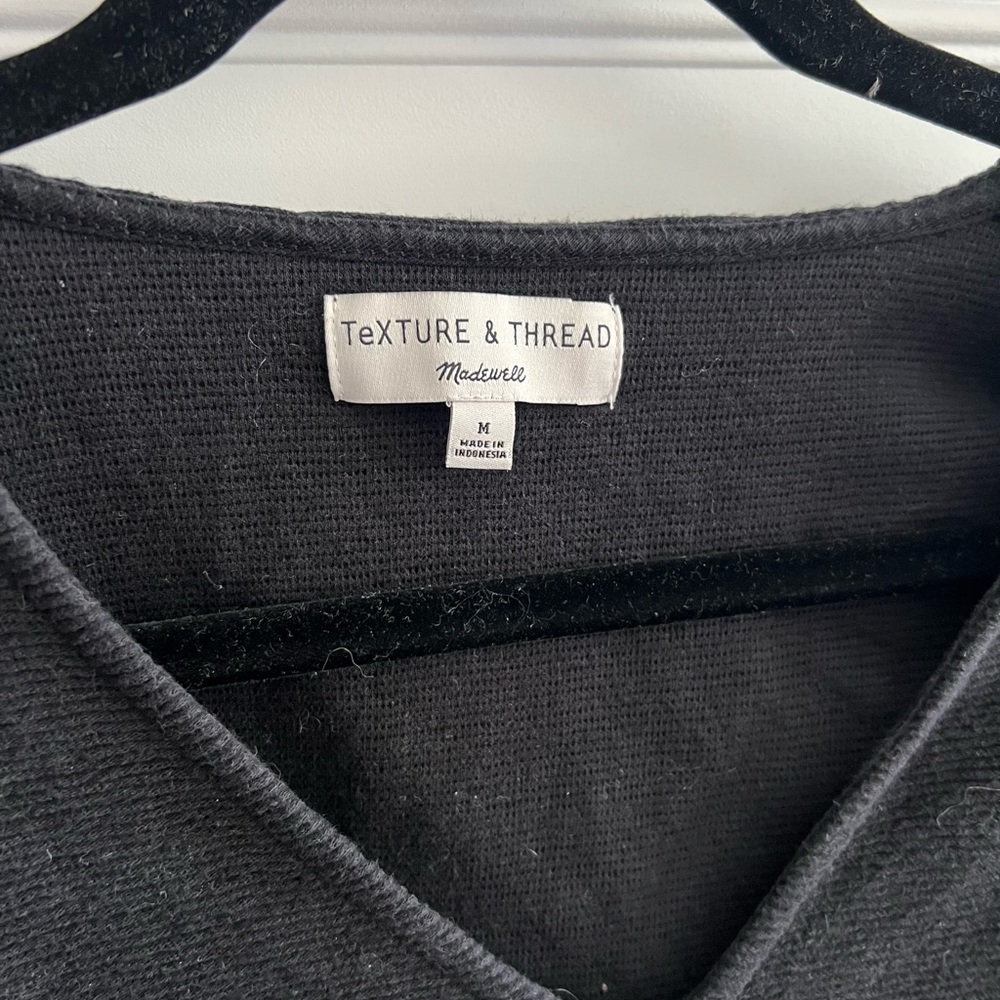 TeXTURE & THREAD
Madewell
M
MADE IN
INDONESIA